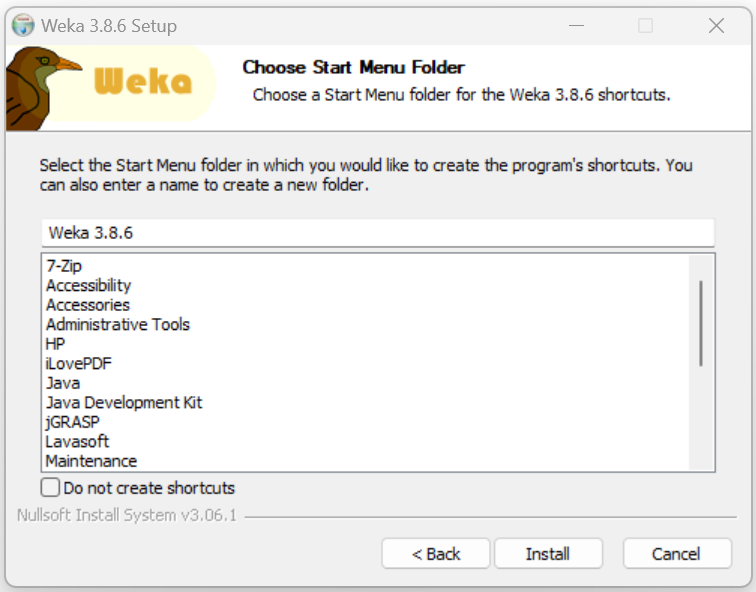 Weka 3.8.6 Setup
Weka
Choose Start Menu Folder
Choose a Start Menu folder for the Weka 3.8.6 shortcuts.
Select the Start Menu folder in which you would like to create the program's shortcuts. You
can also enter a name to create a new folder.
Weka 3.8.6
7-Zip
Accessibility
Accessories
Administrative Tools
HP
iLovePDF
Java
Java Development Kit
jGRASP
Lavasoft
Maintenance
Do not create shortcuts
Nullsoft Install System v3.06.1
< Back
Install
Cancel